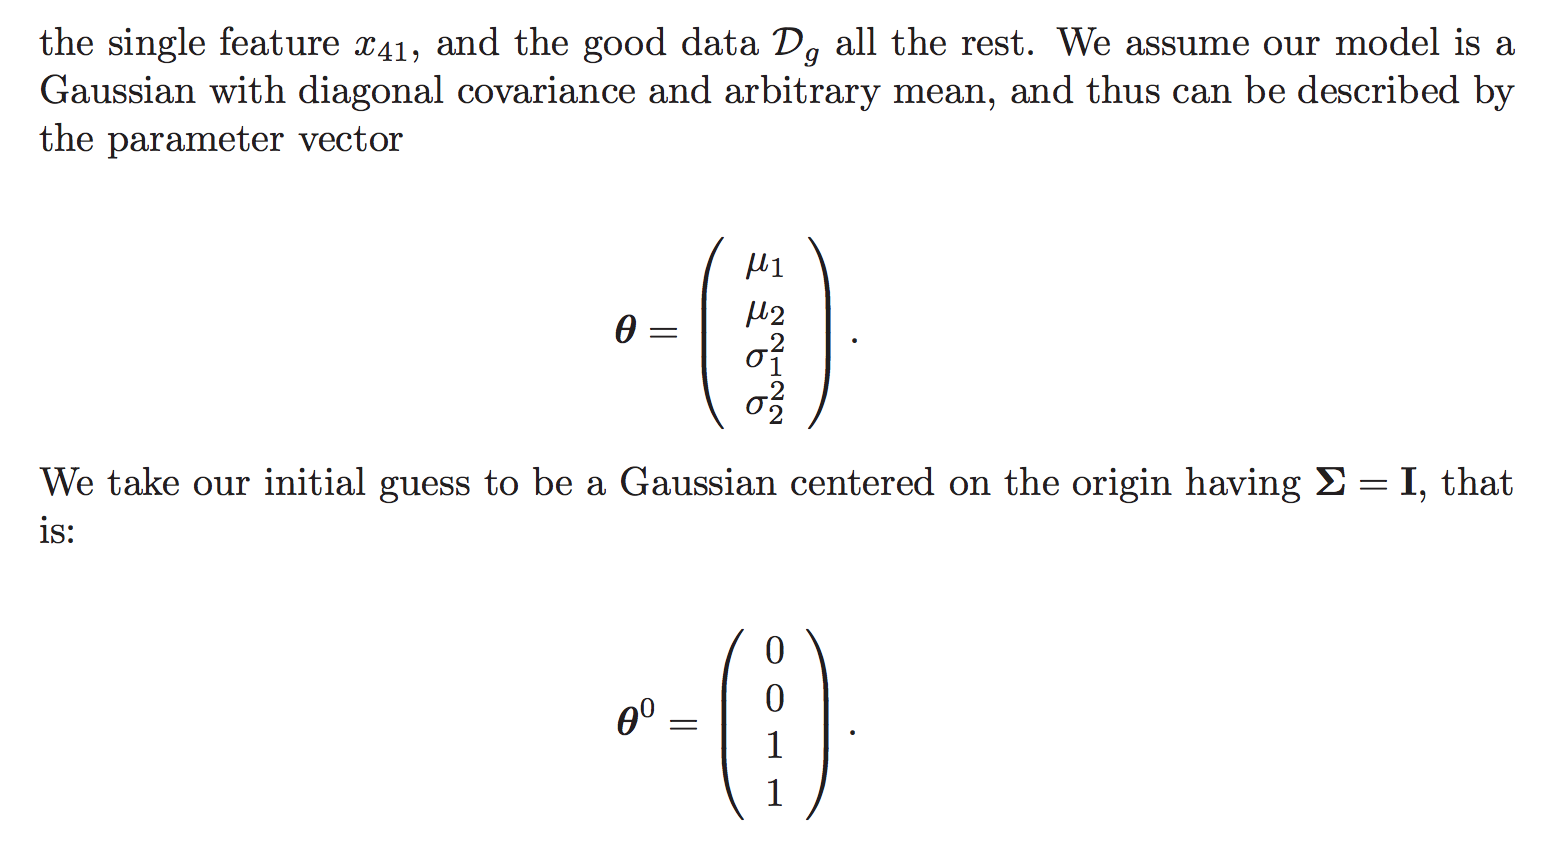 the single feature x₄₁, and the good data 𝒟g all the rest. We assume our model is a
Gaussian with diagonal covariance and arbitrary mean, and thus can be described by
the parameter vector
θ = ( μ₁
μ₂
σ₁²
σ₂² ) .
We take our initial guess to be a Gaussian centered on the origin having Σ = I, that
is:
θ⁰ = ( 0
0
1
1 ) .